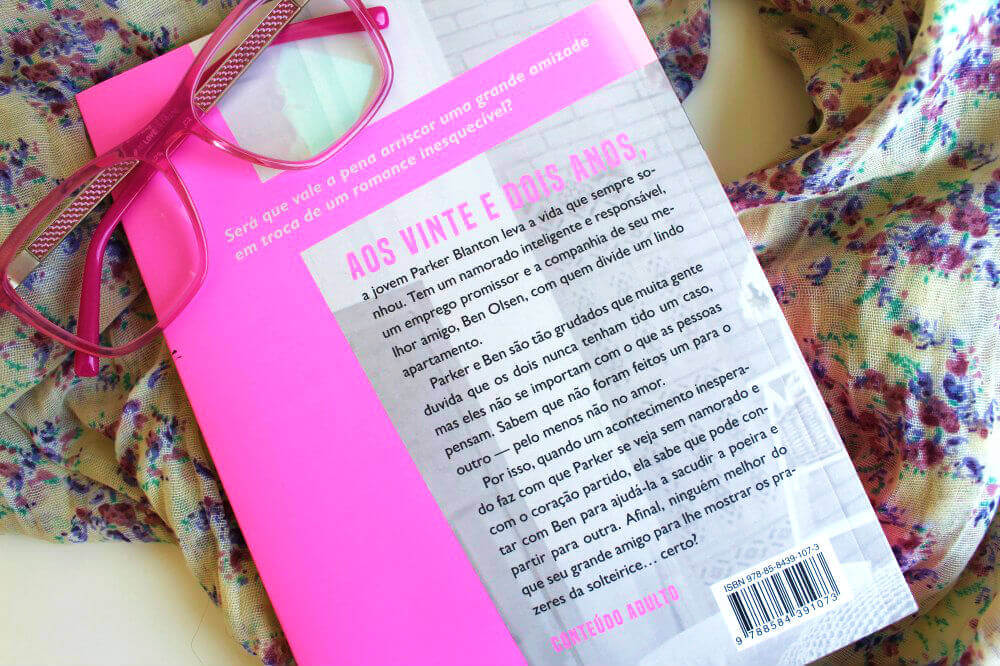 Será que vale a pena arriscar uma grande amizade
em troca de um romance inesquecível?
AOS VINTE E DOIS ANOS,
a jovem Parker Blanton leva a vida que sempre so-
nhou. Tem um namorado inteligente e responsável,
um emprego promissor e a companhia de seu me-
lhor amigo, Ben Olsen, com quem divide um lindo
apartamento.
Parker e Ben são tão grudados que muita gente
duvida que os dois nunca tenham tido um caso,
mas eles não se importam com o que as pessoas
pensam. Sabem que não foram feitos um para o
outro — pelo menos não no amor.
Por isso, quando um acontecimento inespera-
do faz com que Parker se veja sem namorado e
com o coração partido, ela sabe que pode con-
tar com Ben para ajudá-la a sacudir a poeira e
partir para outra. Afinal, ninguém melhor do
que seu grande amigo para lhe mostrar os pra-
zeres da solteirice… certo?
CONTEÚDO ADULTO
ISBN 978-85-8439-107-3
9 788584 391073